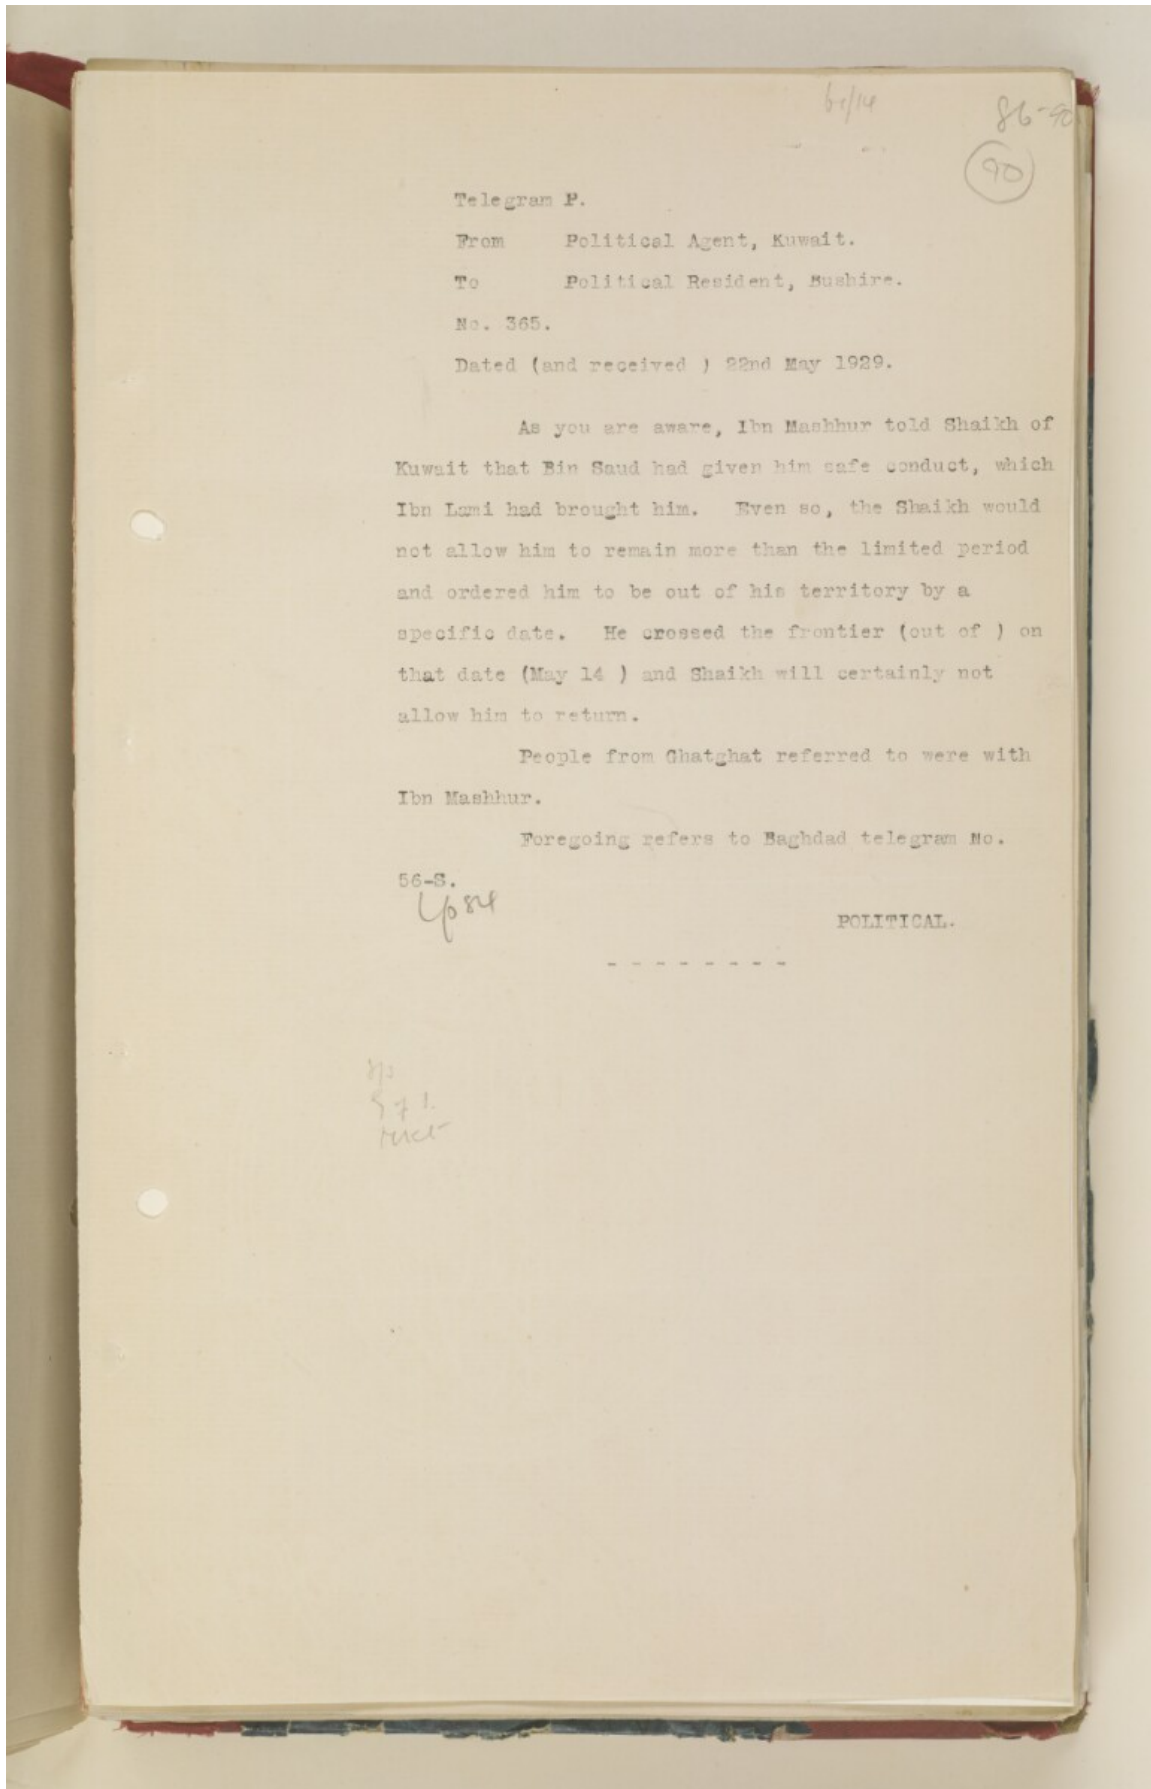 61/14
86-90
90
Telegram P.
From Political Agent, Kuwait.
To Political Resident, Bushire.
No. 365.
Dated (and received ) 22nd May 1929.
As you are aware, Ibn Mashhur told Shaikh of
Kuwait that Bin Saud had given him safe conduct, which
Ibn Lami had brought him. Even so, the Shaikh would
not allow him to remain more than the limited period
and ordered him to be out of his territory by a
specific date. He crossed the frontier (out of ) on
that date (May 14 ) and Shaikh will certainly not
allow him to return.
People from Ghatghat referred to were with
Ibn Mashhur.
Foregoing refers to Baghdad telegram No.
56-S.
p84
POLITICAL.
- - - - - - - -